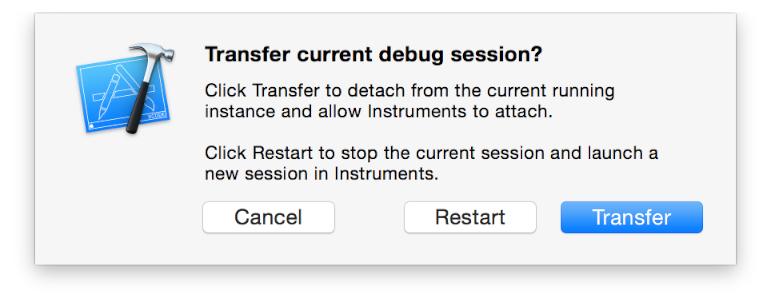 Transfer current debug session?
Click Transfer to detach from the current running
instance and allow Instruments to attach.
Click Restart to stop the current session and launch a
new session in Instruments.
Cancel Restart Transfer